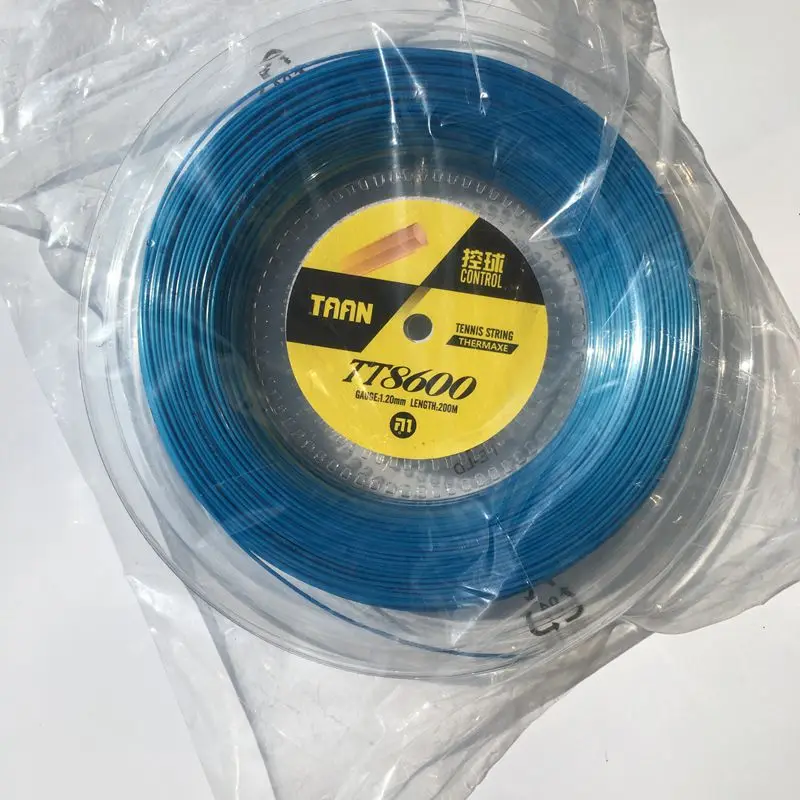 控球
CONTROL
TAAN
TENNIS STRING
THERMAXE
TT8600
GAUGE:1.20mm LENGTH:200M